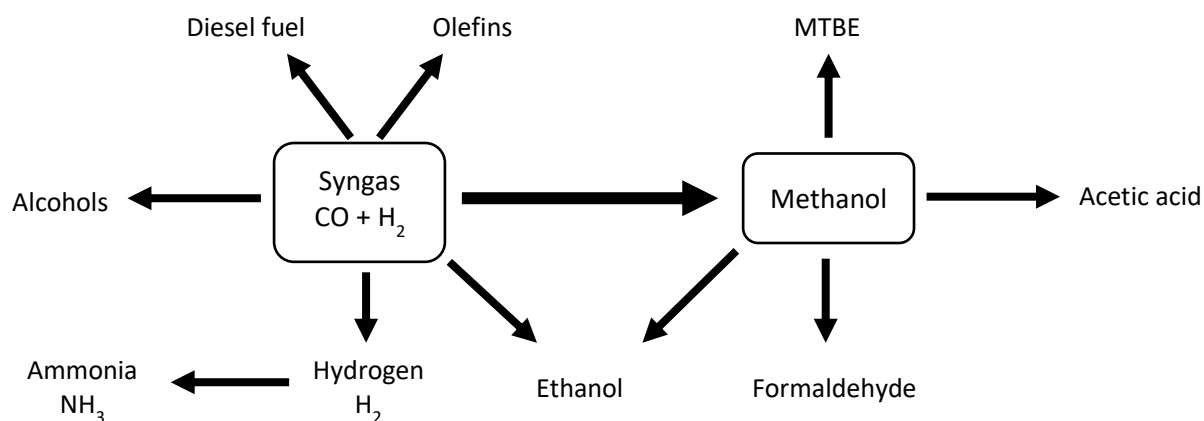 Diesel fuel
Olefins
MTBE
Alcohols
Syngas
CO + H₂
Methanol
Acetic acid
Ammonia
NH₃
Hydrogen
H₂
Ethanol
Formaldehyde